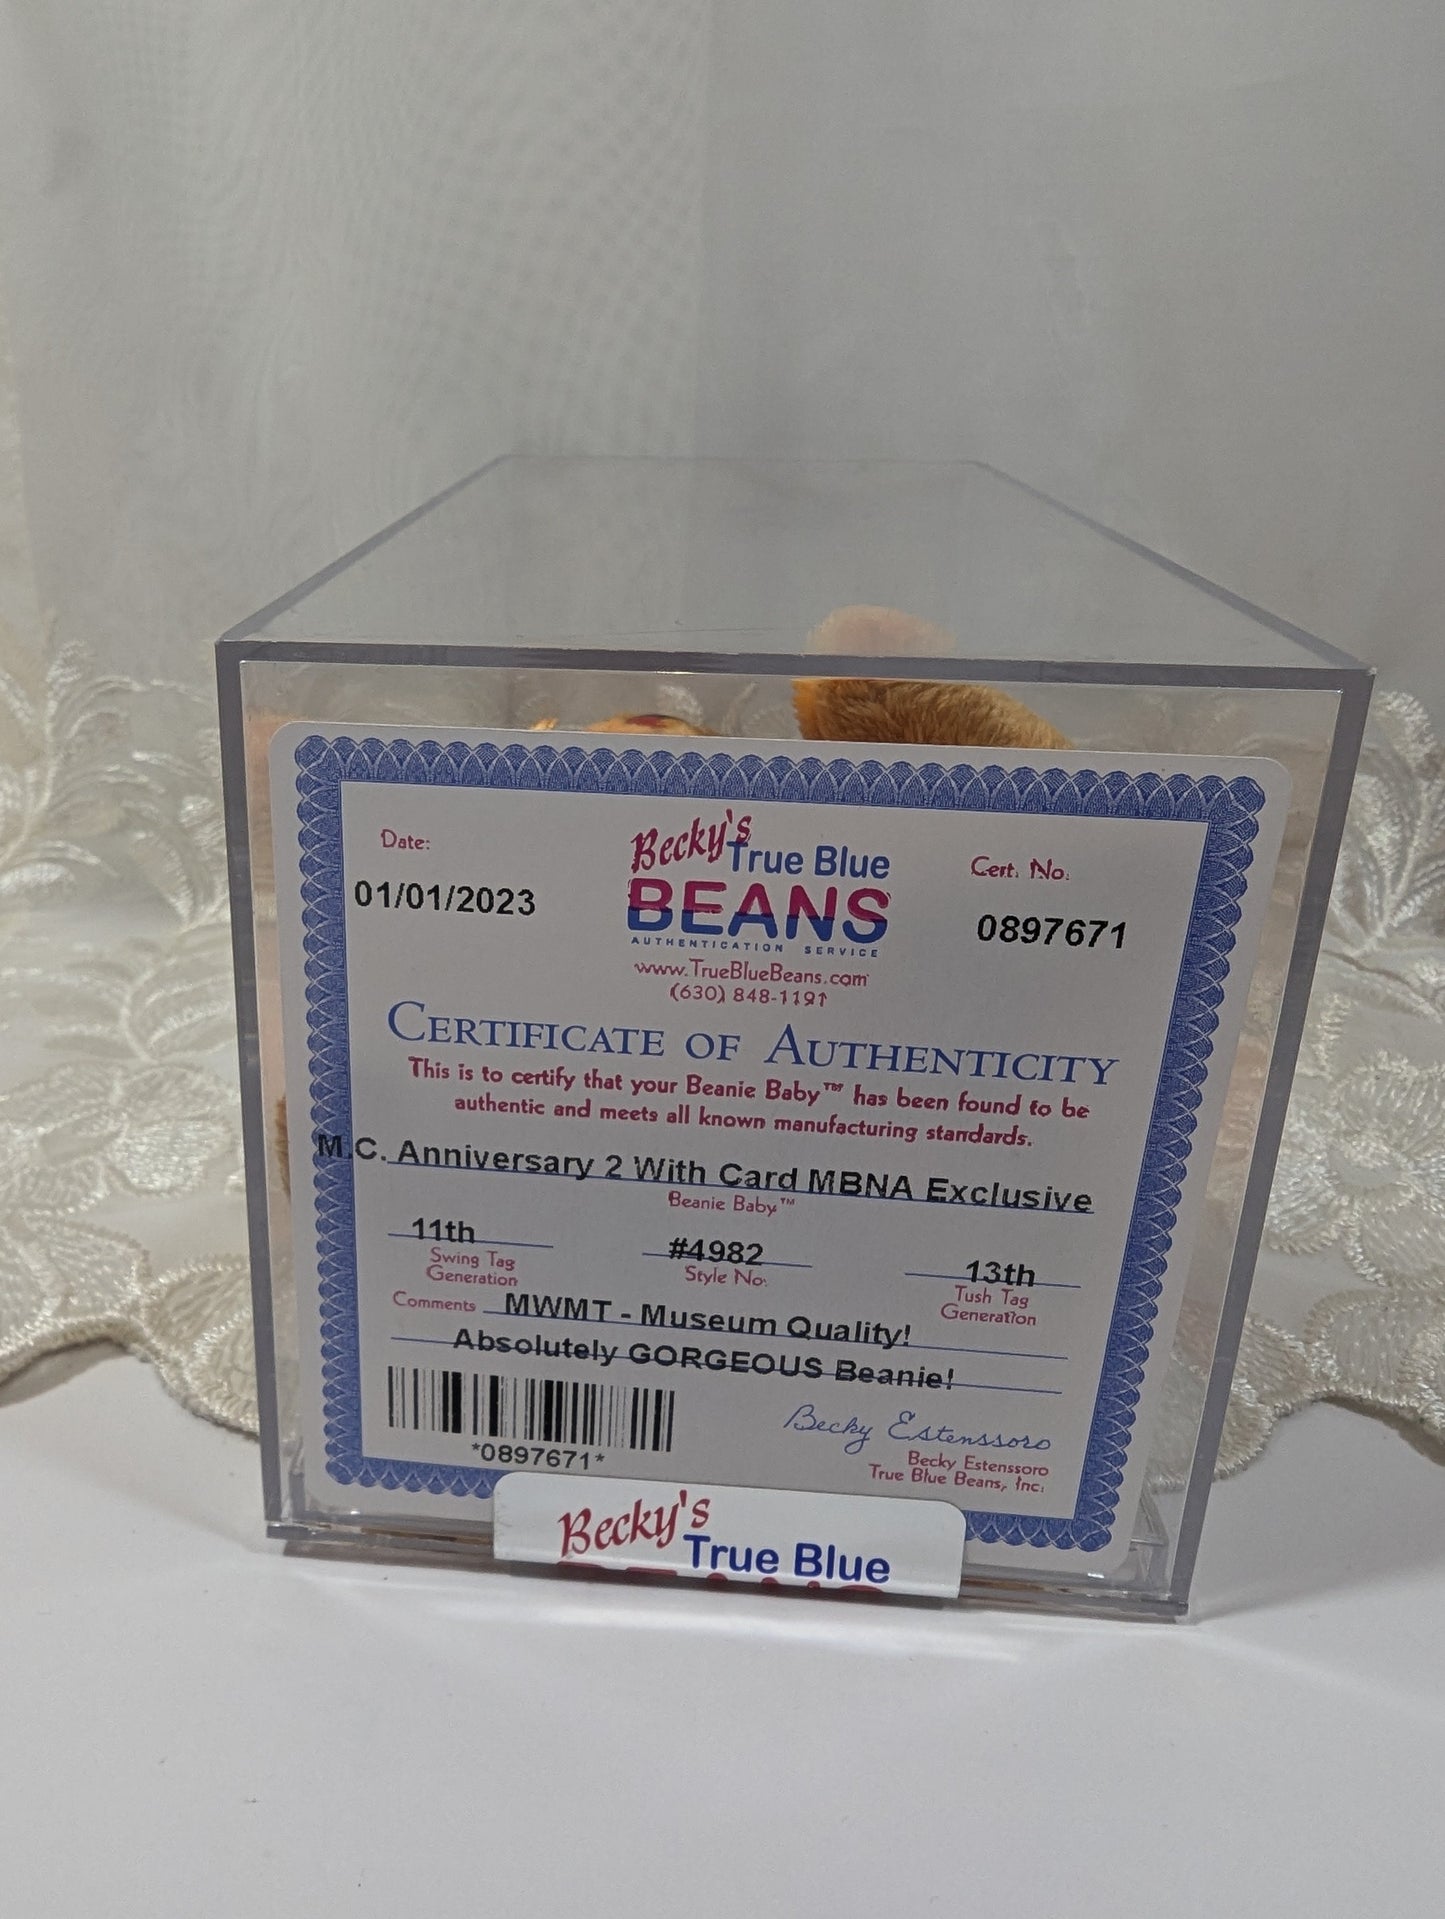 Date:
01/01/2023
Becky's
True Blue
BEANS
AUTHENTICATION SERVICE
www.TrueBlueBeans.com
(630) 848-1191
Cert. No.
0897671
CERTIFICATE OF AUTHENTICITY
This is to certify that your Beanie Baby™ has been found to be
authentic and meets all known manufacturing standards.
M.C. Anniversary 2 With Card MBNA Exclusive
Beanie Baby™
11th
Swing Tag
Generation
#4982
Style No.
13th
Tush Tag
Generation
Comments MWMT - Museum Quality!
Absolutely GORGEOUS Beanie!
*0897671*
Becky Estenssoro
Becky Estenssoro
True Blue Beans, Inc.
Becky's
True Blue